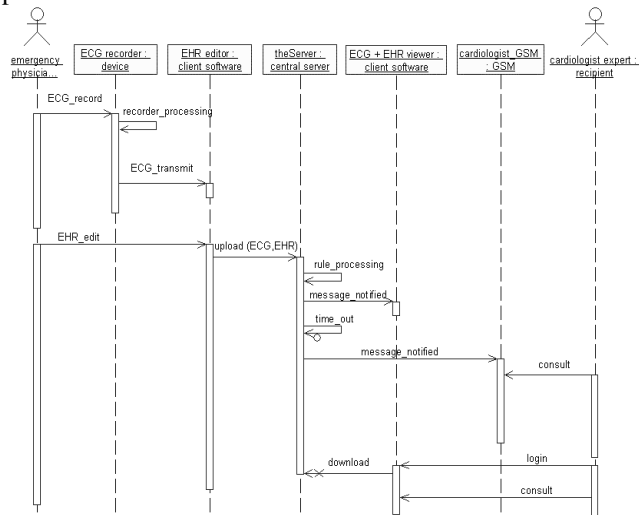 emergency
physicia...
ECG recorder :
device
EHR editor :
client software
theServer :
central server
ECG + EHR viewer :
client software
cardiologist_GSM
: GSM
cardiologist expert :
recipient
ECG_record
recorder_processing
ECG_transmit
EHR_edit
upload (ECG,EHR)
rule_processing
message_notified
time_out
message_notified
consult
login
download
consult